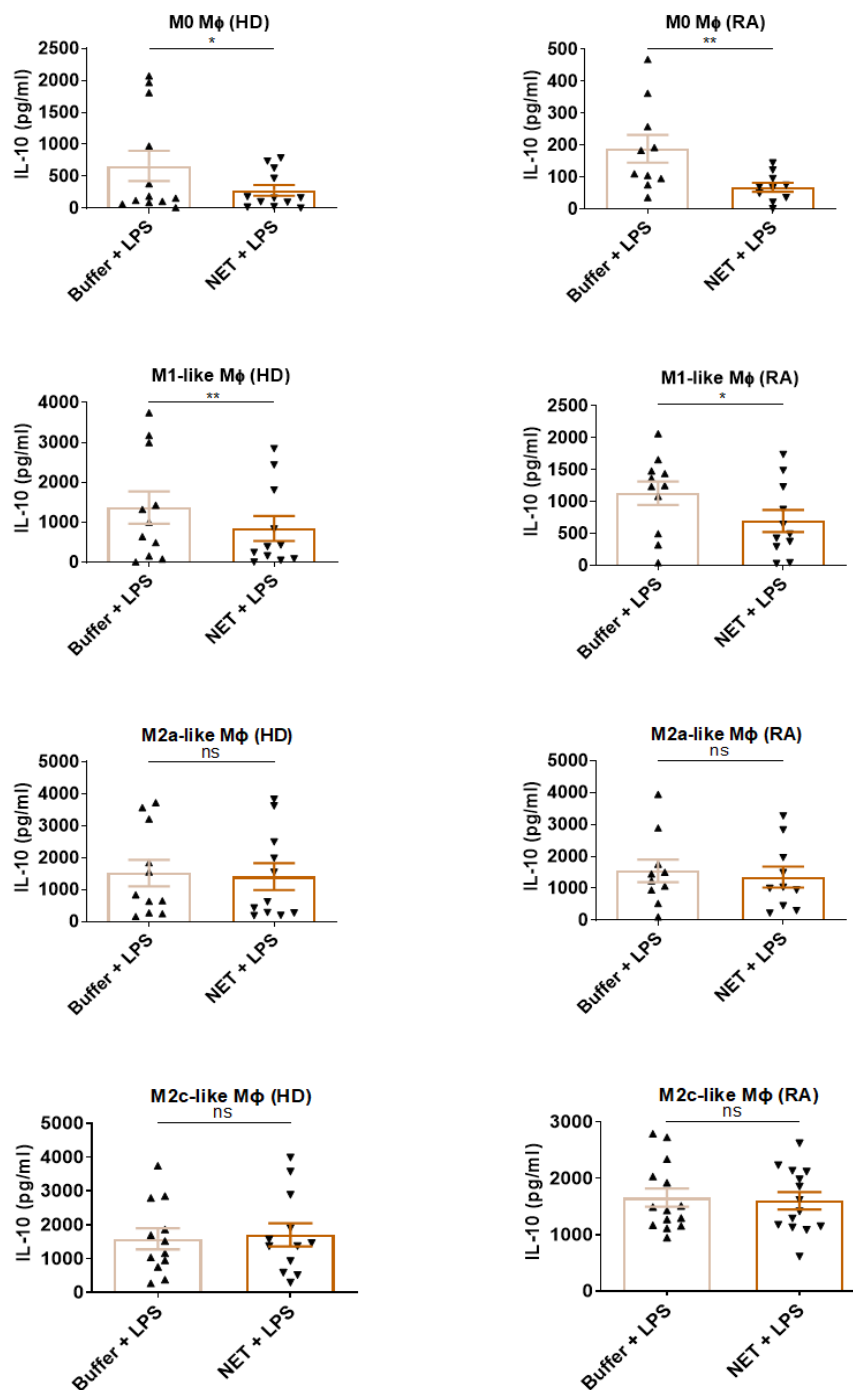 M0 Mϕ (HD)
*
IL-10 (pg/ml)
2500
2000
1500
1000
500
0
Buffer + LPS
NET + LPS
M0 Mϕ (RA)
**
IL-10 (pg/ml)
500
400
300
200
100
0
Buffer + LPS
NET + LPS
M1-like Mϕ (HD)
**
IL-10 (pg/ml)
4000
3000
2000
1000
0
Buffer + LPS
NET + LPS
M1-like Mϕ (RA)
*
IL-10 (pg/ml)
2500
2000
1500
1000
500
0
Buffer + LPS
NET + LPS
M2a-like Mϕ (HD)
ns
IL-10 (pg/ml)
5000
4000
3000
2000
1000
0
Buffer + LPS
NET + LPS
M2a-like Mϕ (RA)
ns
IL-10 (pg/ml)
5000
4000
3000
2000
1000
0
Buffer + LPS
NET + LPS
M2c-like Mϕ (HD)
ns
IL-10 (pg/ml)
5000
4000
3000
2000
1000
0
Buffer + LPS
NET + LPS
M2c-like Mϕ (RA)
ns
IL-10 (pg/ml)
3000
2000
1000
0
Buffer + LPS
NET + LPS